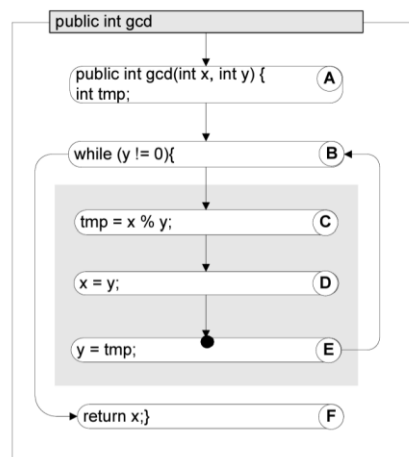 public int gcd
public int gcd(int x, int y) { A
int tmp;
while (y != 0){ B
tmp = x % y; C
x = y; D
y = tmp; E
return x;} F